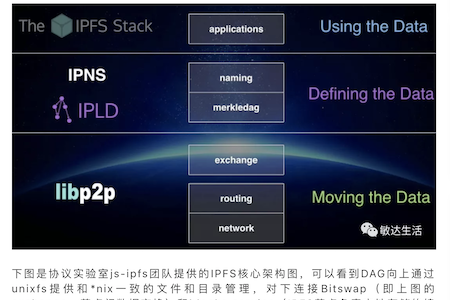 The IPFS Stack
applications
Using the Data
IPNS
naming
IPLD
merkledag
Defining the Data
exchange
libp2p
routing
Moving the Data
network
敏达生活
下图是协议实验室js-ipfs团队提供的IPFS核心架构图，可以看到DAG向上通过
unixfs提供和*nix一致的文件和目录管理，对下连接Bitswap（即上图的